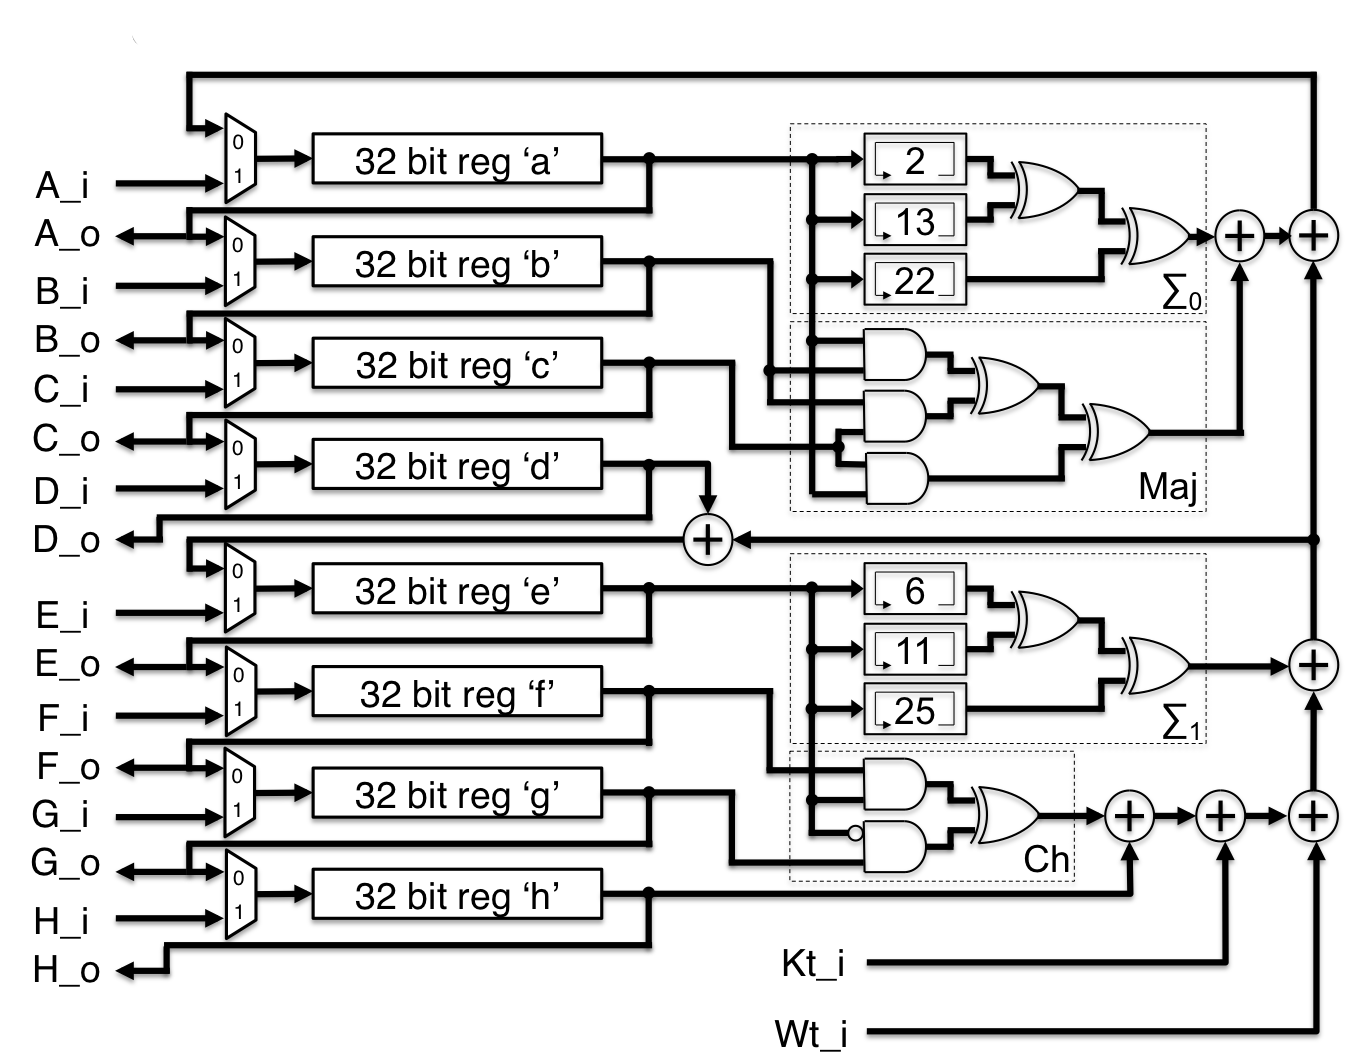 0
1
32 bit reg ‘a’
2
A_i
A_o
13
0
1
32 bit reg ‘b’
22
+
+
B_i
∑0
B_o
0
1
32 bit reg ‘c’
C_i
C_o
0
1
32 bit reg ‘d’
D_i
Maj
D_o
+
0
1
32 bit reg ‘e’
6
E_i
11
E_o
0
1
32 bit reg ‘f’
25
+
F_i
∑1
F_o
0
1
32 bit reg ‘g’
G_i
+
+
+
G_o
Ch
0
1
32 bit reg ‘h’
H_i
H_o
Kt_i
Wt_i